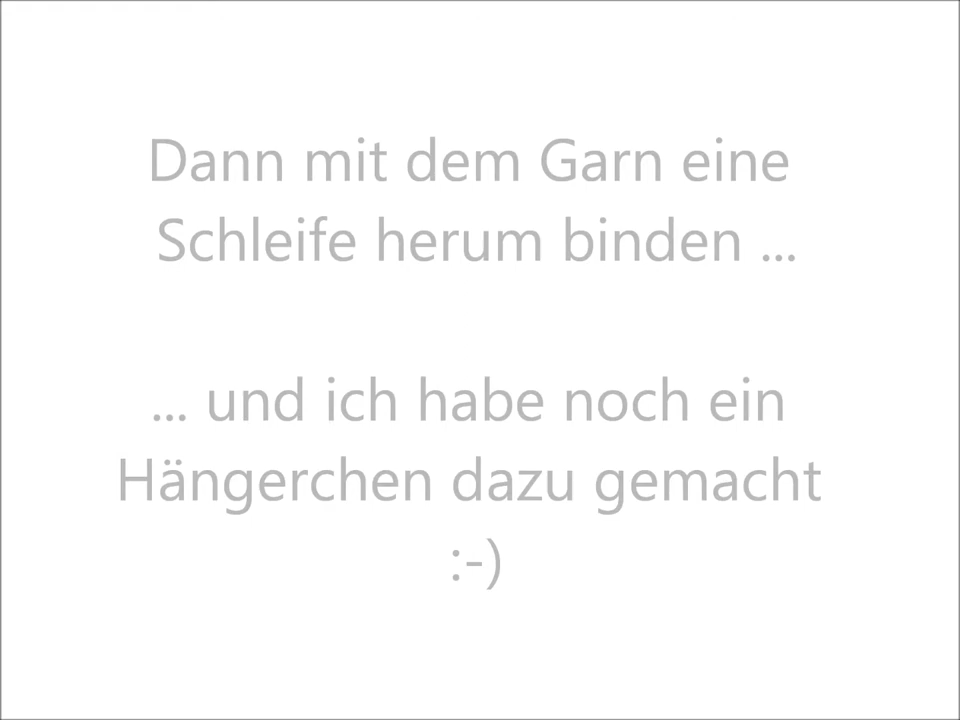 Dann mit dem Garn eine
Schleife herum binden ...
... und ich habe noch ein
Hängerchen dazu gemacht
:-)